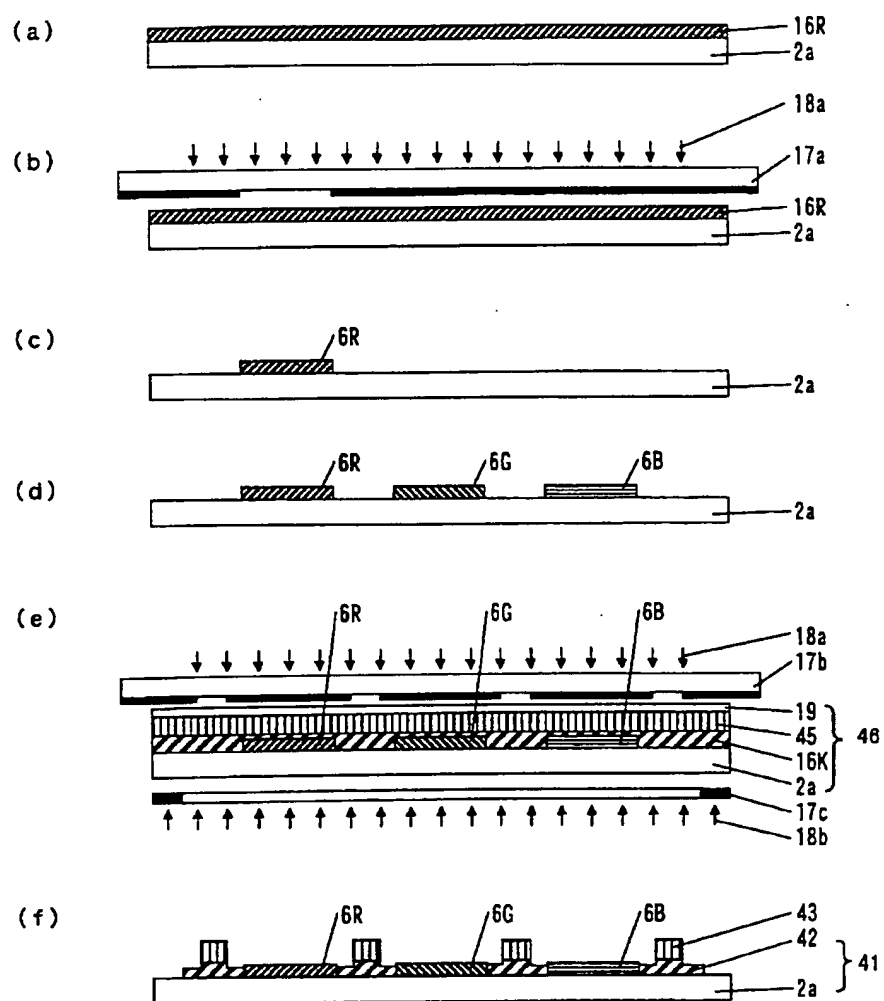 (a)
16R
2a
(b)
18a
17a
16R
2a
(c)
6R
2a
(d)
6R 6G 6B
2a
(e)
6R 6G 6B
18a
17b
19
45
16K
46
2a
17c
18b
(f)
6R 6G 6B
43
42
41
2a